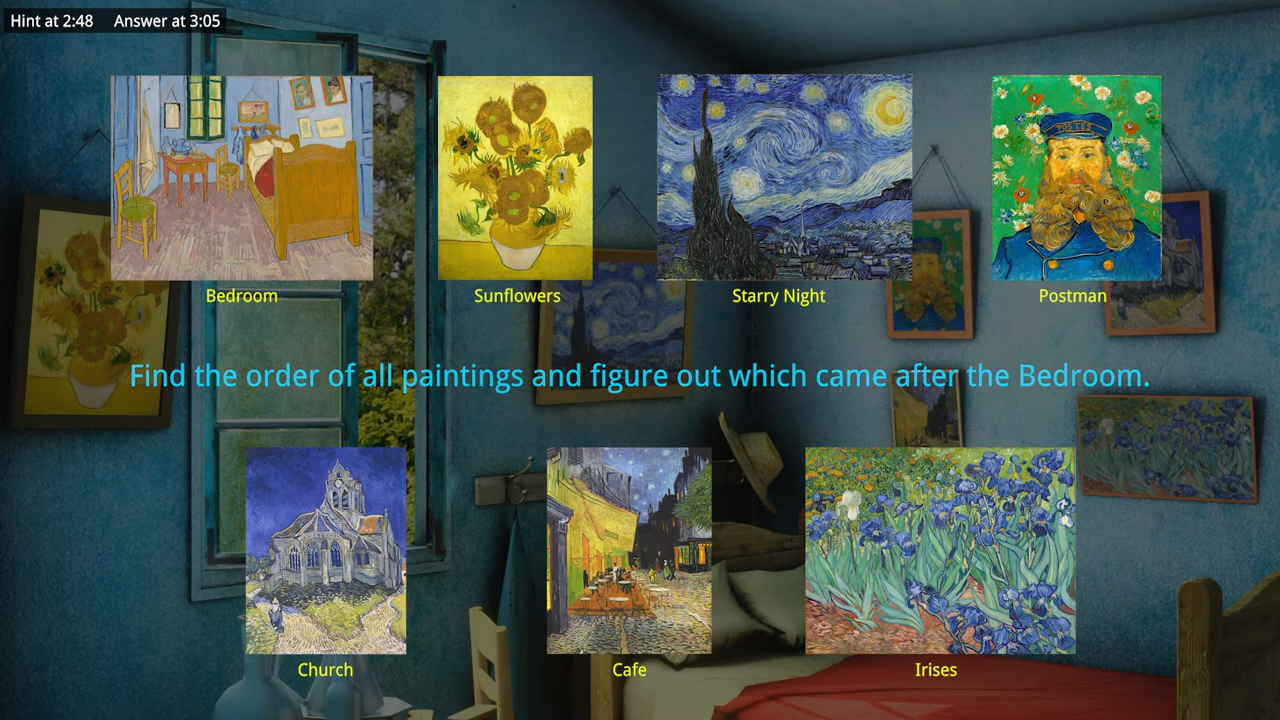 Hint at 2:48 Answer at 3:05
Bedroom
Sunflowers
Starry Night
POSTES
Postman
Find the order of all paintings and figure out which came after the Bedroom.
Church
Cafe
Irises